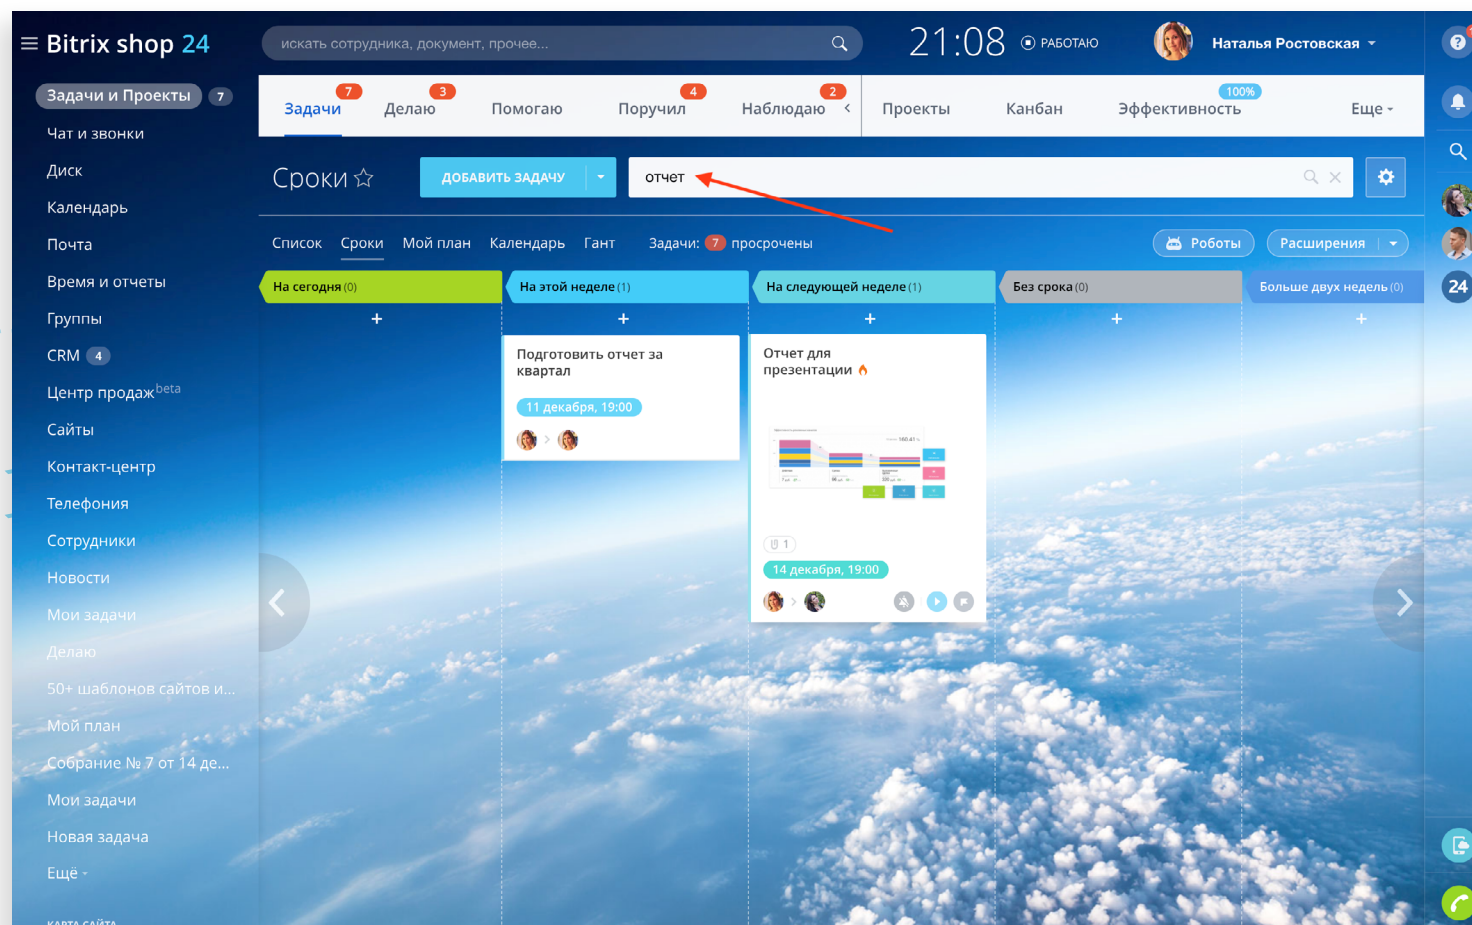 Bitrix shop 24
искать сотрудника, документ, прочее...
21:08
РАБОТАЮ
Наталья Ростовская
?
Задачи и Проекты 7
Чат и звонки
Диск
Календарь
Почта
Время и отчеты
Группы
CRM 4
Центр продаж beta
Сайты
Контакт-центр
Телефония
Сотрудники
Новости
Мои задачи
Делаю
50+ шаблонов сайтов и...
Мой план
Собрание № 7 от 14 де...
Мои задачи
Новая задача
Ещё
КАРТА САЙТА
Задачи 7
Делаю 3
Помогаю
Поручил 4
Наблюдаю 2
Проекты
Канбан
Эффективность 100%
Еще
Сроки
ДОБАВИТЬ ЗАДАЧУ
отчет
Список Сроки Мой план Календарь Гант Задачи: 7 просрочены
Роботы
Расширения
24
На сегодня (0)
На этой неделе (1)
На следующей неделе (1)
Без срока (0)
Больше двух недель (0)
+ + + + +
Подготовить отчет за
квартал
11 декабря, 19:00
Отчет для
презентации
160.41 %
1
14 декабря, 19:00